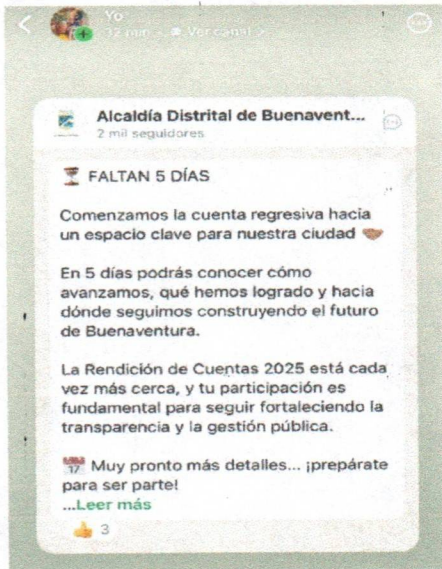 Yo
32 min Ver canal >
Alcaldía Distrital de Buenavent...
2 mil seguidores
⏳ FALTAN 5 DÍAS
Comenzamos la cuenta regresiva hacia
un espacio clave para nuestra ciudad 🤝
En 5 días podrás conocer cómo
avanzamos, qué hemos logrado y hacia
dónde seguimos construyendo el futuro
de Buenaventura.
La Rendición de Cuentas 2025 está cada
vez más cerca, y tu participación es
fundamental para seguir fortaleciendo la
transparencia y la gestión pública.
📅 Muy pronto más detalles... ¡prepárate
para ser parte!
...Leer más
👍 3